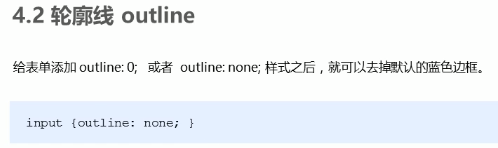 4.2 轮廓线 outline
给表单添加 outline: 0; 或者 outline: none; 样式之后，就可以去掉默认的蓝色边框。
input {outline: none; }